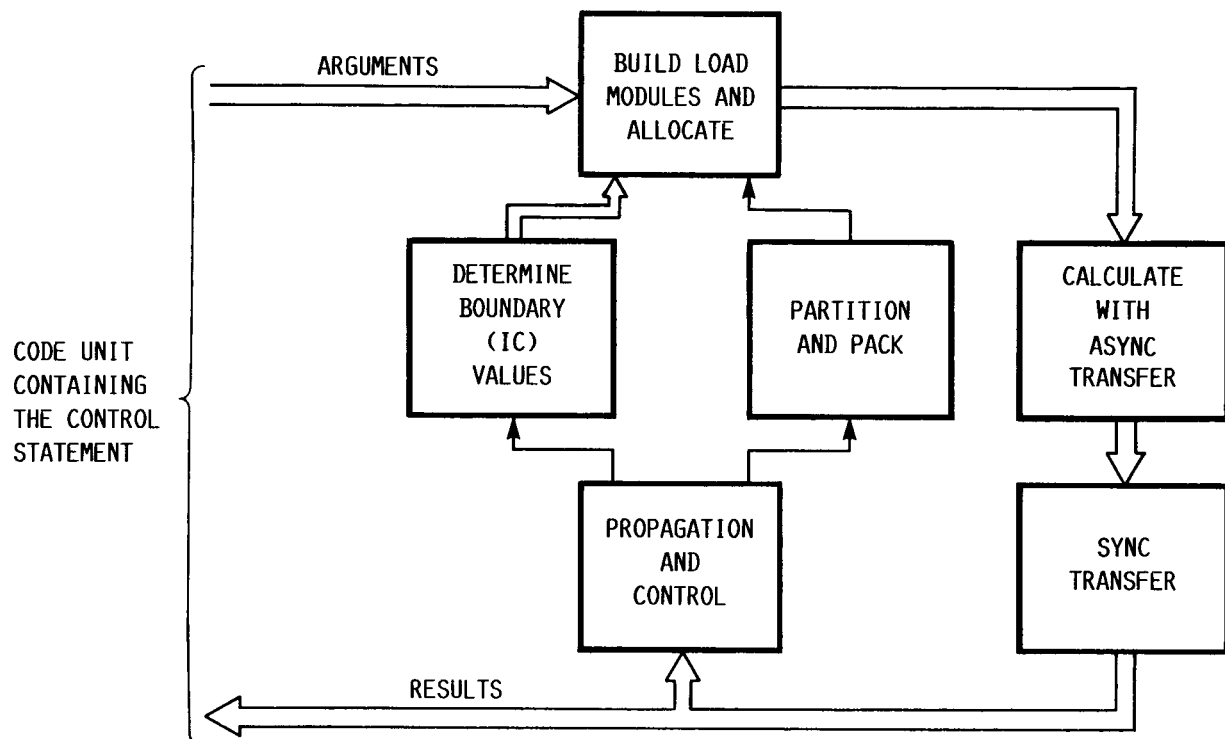 ARGUMENTS
BUILD LOAD
MODULES AND
ALLOCATE
DETERMINE
BOUNDARY
(IC)
VALUES
PARTITION
AND PACK
CALCULATE
WITH
ASYNC
TRANSFER
CODE UNIT
CONTAINING
THE CONTROL
STATEMENT
PROPAGATION
AND
CONTROL
SYNC
TRANSFER
RESULTS